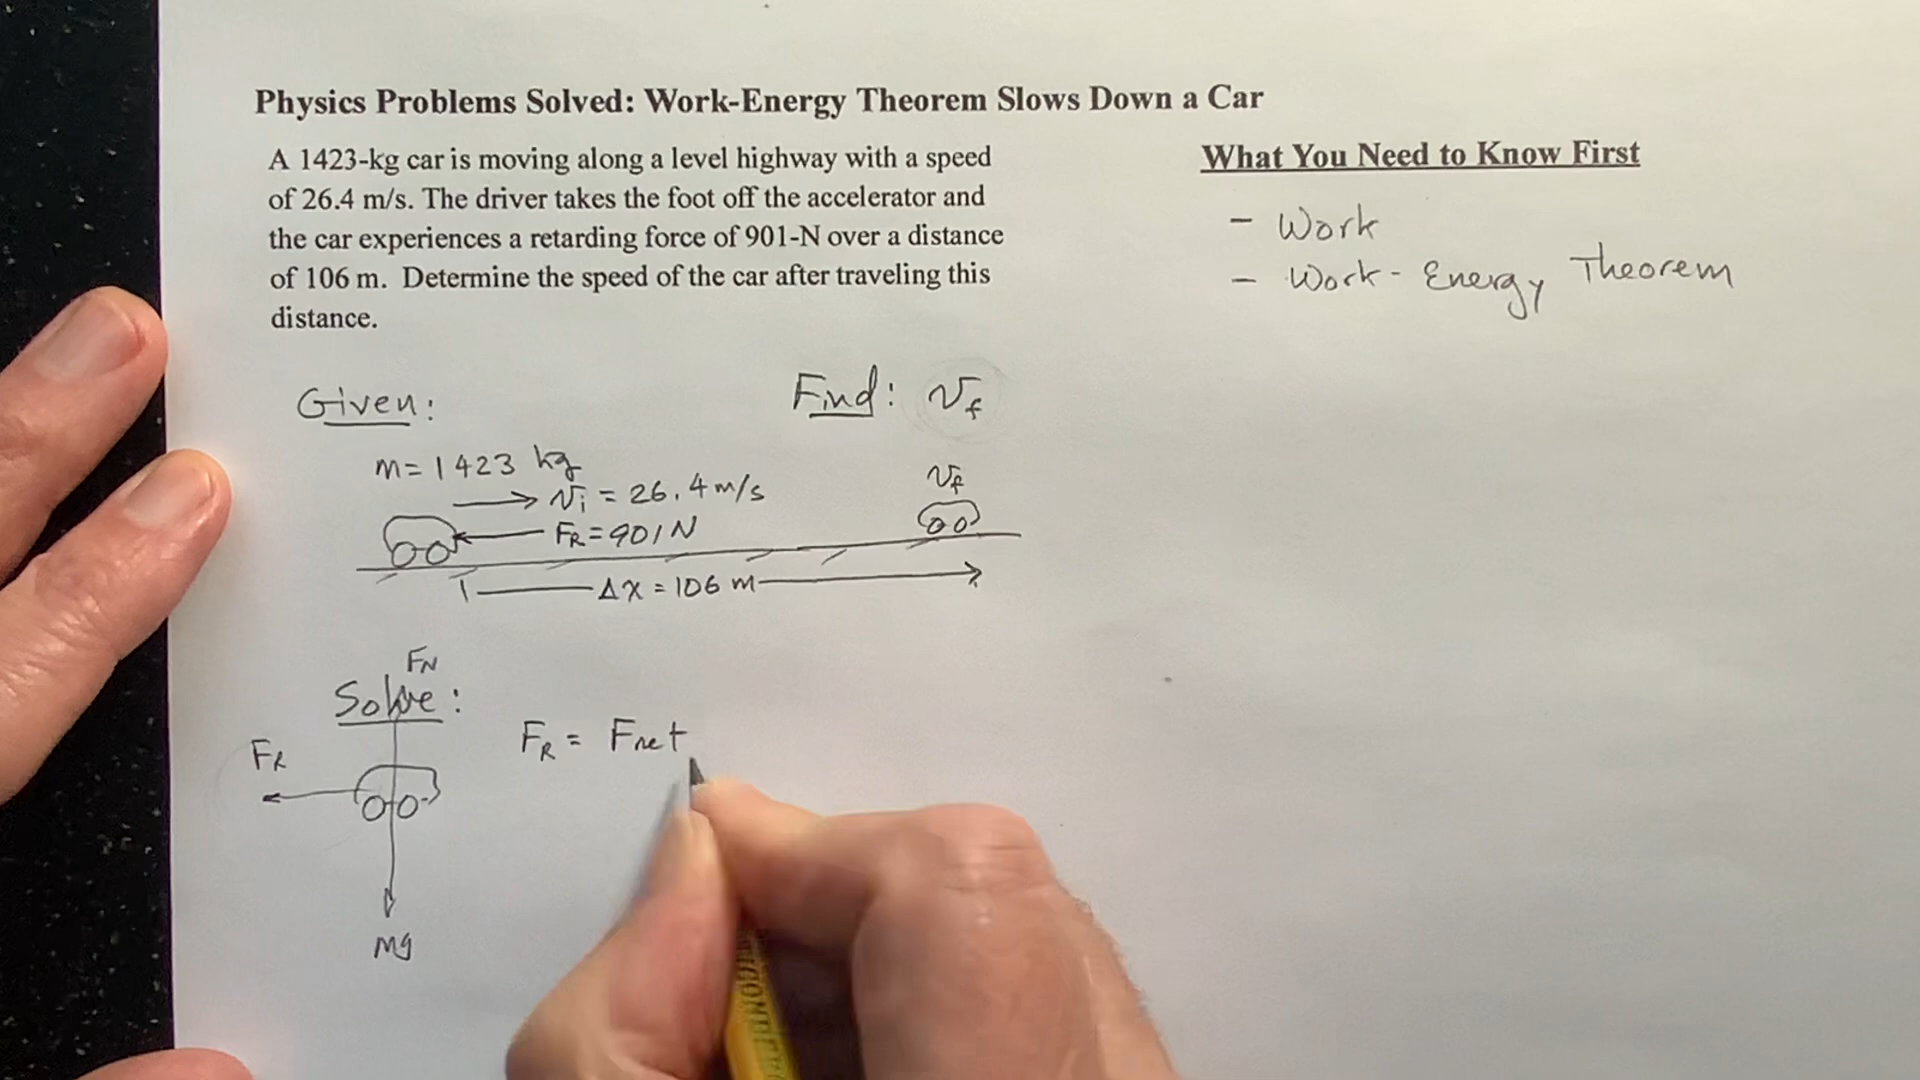 Physics Problems Solved: Work-Energy Theorem Slows Down a Car
A 1423-kg car is moving along a level highway with a speed
of 26.4 m/s. The driver takes the foot off the accelerator and
the car experiences a retarding force of 901-N over a distance
of 106 m. Determine the speed of the car after traveling this
distance.
What You Need to Know First
- Work
- Work-Energy Theorem
Given:
Find: Vf
m = 1423 kg
Vi = 26.4 m/s
FR = 901 N
Vf
Δx = 106 m
FN
Solve:
FR
FR = Fnet
mg